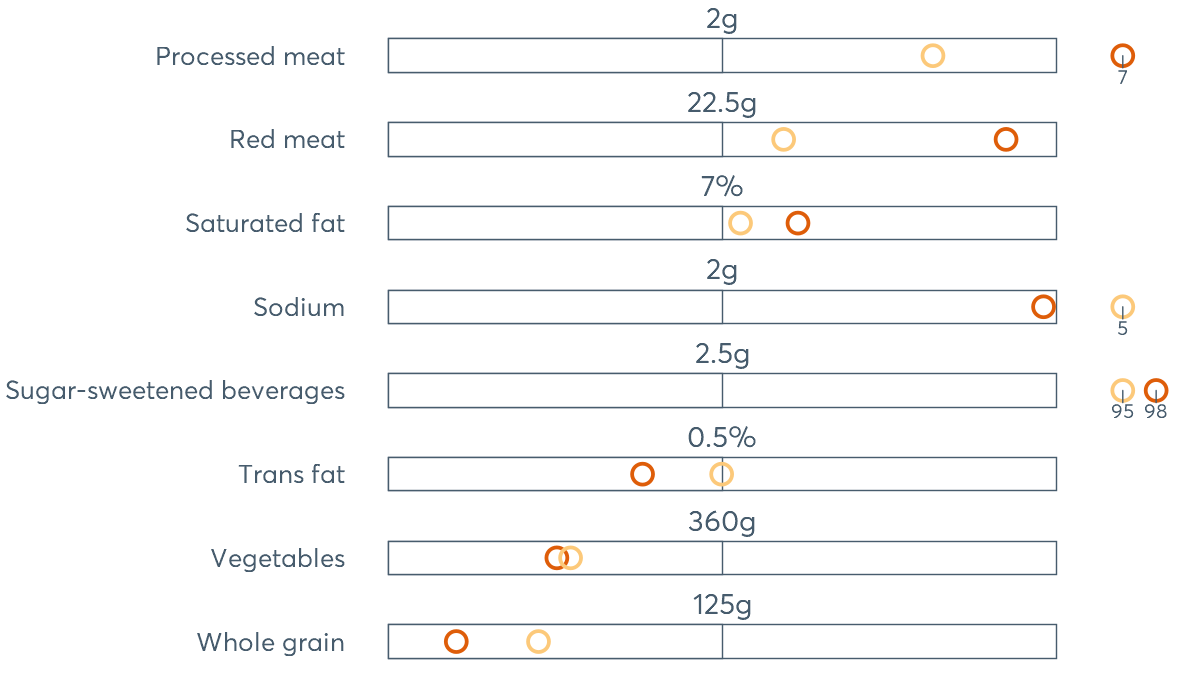 2g
Processed meat
7
22.5g
Red meat
7%
Saturated fat
2g
Sodium
5
2.5g
Sugar-sweetened beverages
95 98
0.5%
Trans fat
360g
Vegetables
125g
Whole grain